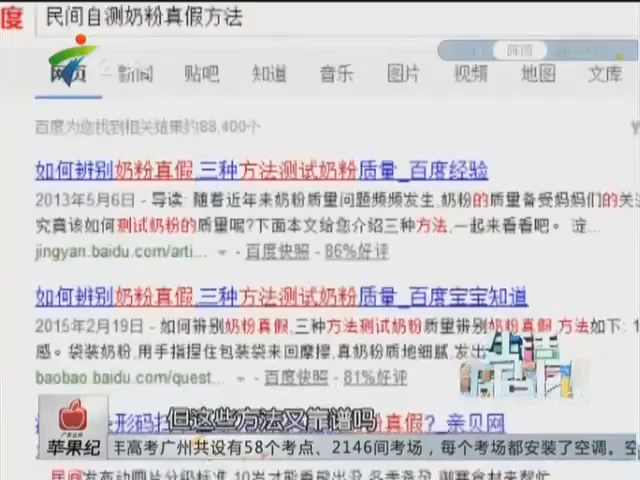 度
民间自测奶粉真假方法
网页 新闻 贴吧 知道 音乐 图片 视频 地图 文库
百度为您找到相关结果约88,400个
如何辨别奶粉真假,三种方法测试奶粉质量_百度经验
2013年5月6日 - 导读: 随着近年来奶粉质量问题频频发生,奶粉的质量备受妈妈们的关注
究竟该如何测试奶粉的质量呢?下面本文给您介绍三种方法,一起来看看吧。 淀...
jingyan.baidu.com/arti... - 百度快照 - 86%好评
如何辨别奶粉真假,三种方法测试奶粉质量_百度宝宝知道
2015年2月19日 - 如何辨别奶粉真假,三种方法测试奶粉质量辨别奶粉真假,方法如下: 1
感。袋装奶粉,用手指捏住包装袋来回摩擦,真奶粉质地细腻,发出
baobao.baidu.com/quest... - 百度快照 - 81%好评
生活
形码
真假?_亲贝网
但这些方法又靠谱吗
苹果纪
年高考广州共设有58个考点、2146间考场，每个考场都安装了空调。空